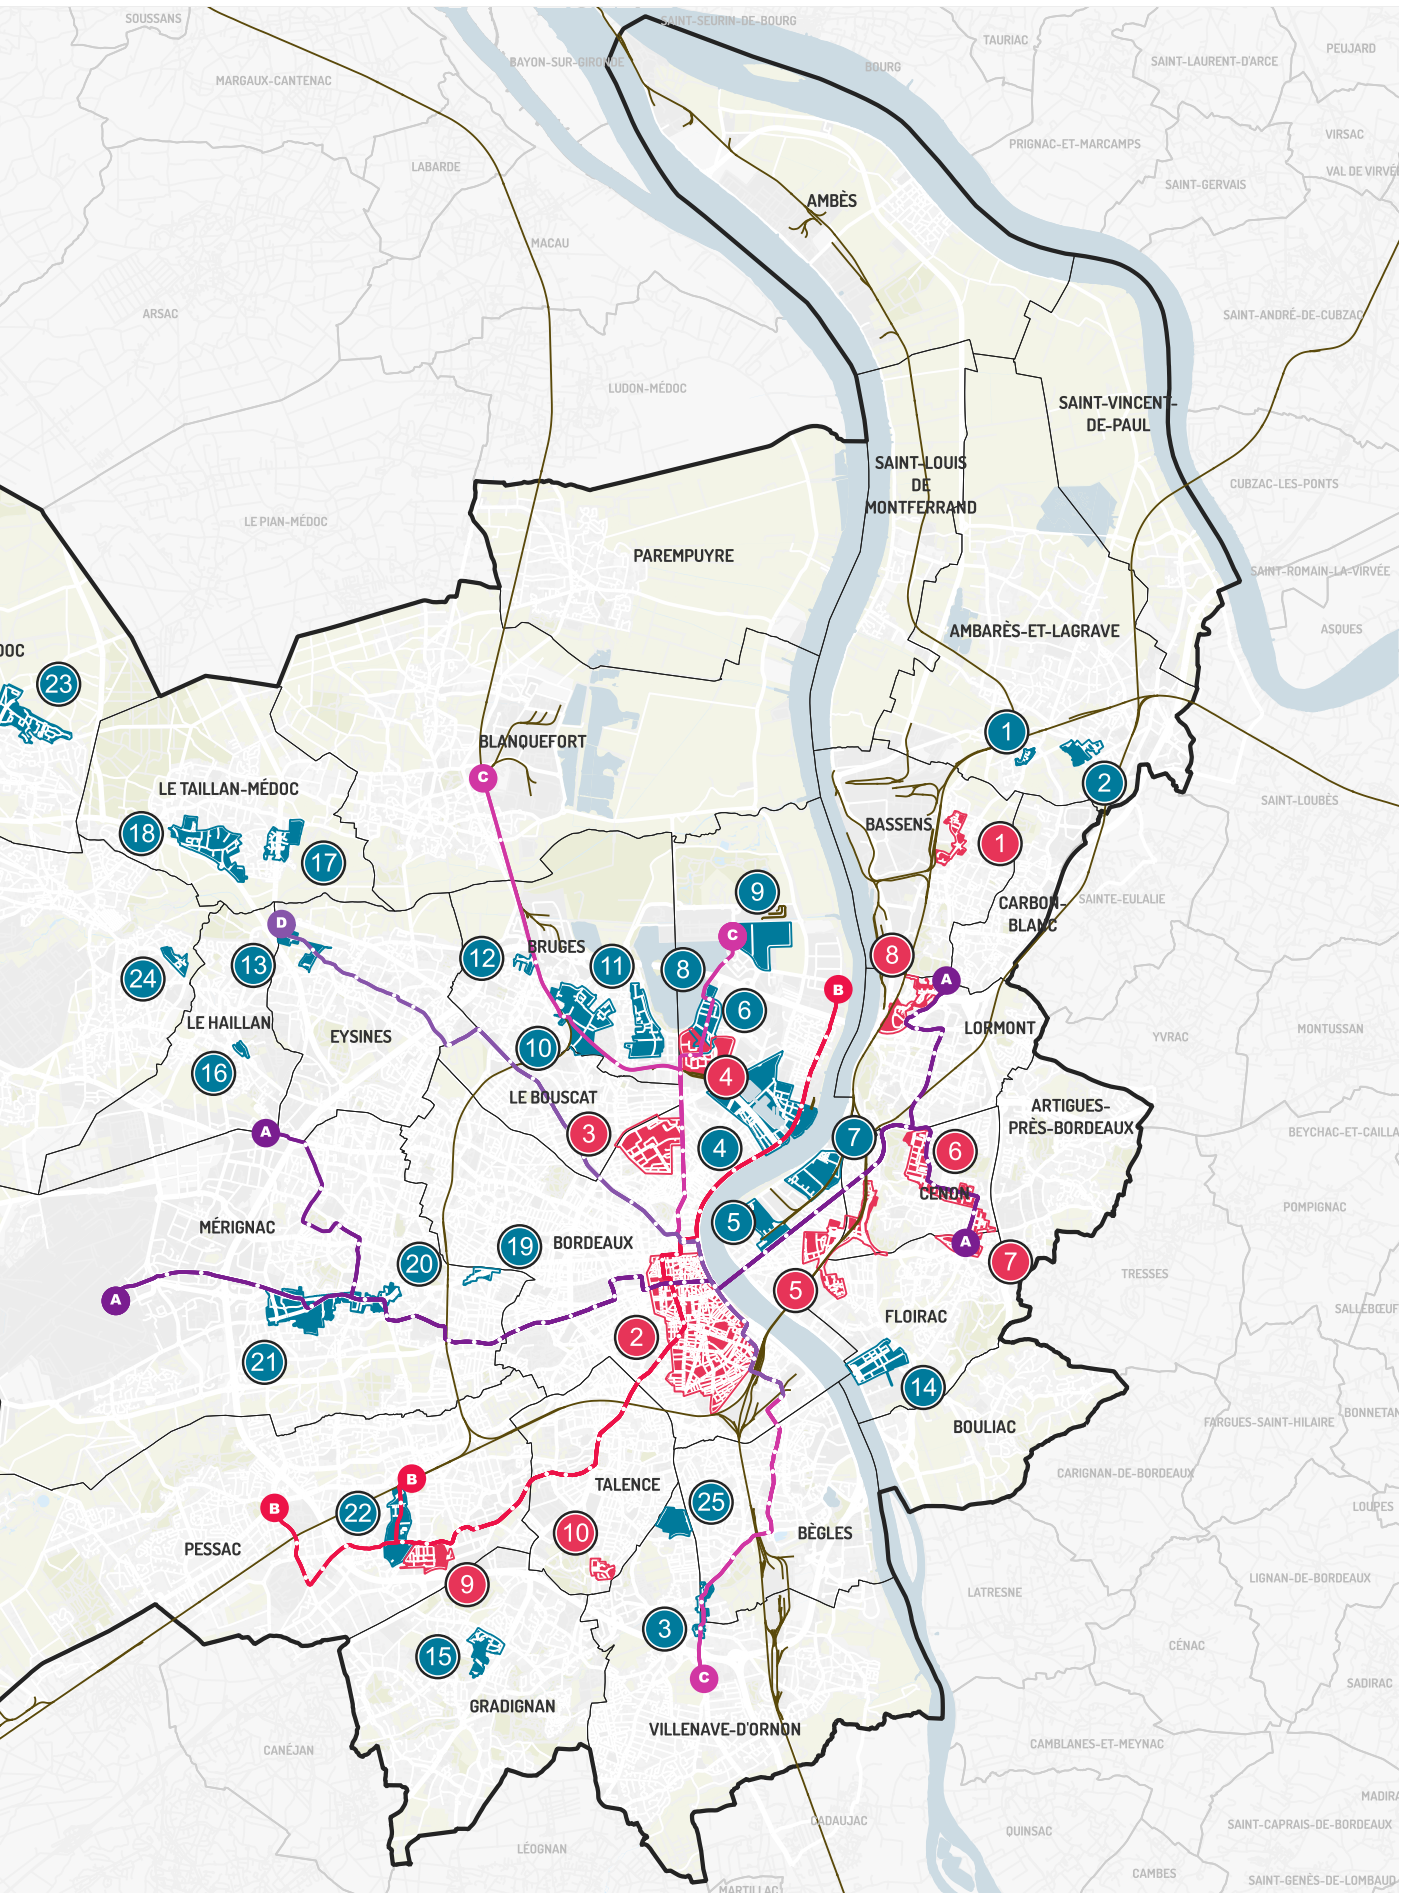 SOUSSANS
SAINT-SEURIN-DE-BOURG
TAURIAC
PEUJARD
BAYON-SUR-GIRONDE
SAINT-LAURENT-D'ARCE
BOURG
MARGAUX-CANTENAC
VIRSAC
PRIGNAC-ET-MARCAMPS
LABARDE
VAL DE VIRVÉE
SAINT-GERVAIS
AMBÈS
MACAU
ARSAC
SAINT-ANDRÉ-DE-CUBZAC
LUDON-MÉDOC
SAINT-VINCENT-
DE-PAUL
SAINT-LOUIS
DE
MONTFERRAND
CUBZAC-LES-PONTS
LE PIAN-MÉDOC
PAREMPUYRE
SAINT-ROMAIN-LA-VIRVÉE
AMBARÈS-ET-LAGRAVE
ASQUES
DOC
23
1
BLANQUEFORT
C
2
LE TAILLAN-MÉDOC
SAINT-LOUBÈS
18
BASSENS
17
1
9
CARBON-
BLANC
SAINTE-EULALIE
D
C
12
BRUGES
13
11
8
8
24
A
B
6
LE HAILLAN
EYSINES
LORMONT
YVRAC
MONTUSSAN
10
16
4
LE BOUSCAT
ARTIGUES-
PRÈS-BORDEAUX
A
3
4
7
6
BEYCHAC-ET-CAILLA
CENON
POMPIGNAC
MÉRIGNAC
5
19
BORDEAUX
A
20
7
TRESSES
A
5
SALLEBŒUF
FLOIRAC
2
21
14
BOULIAC
FARGUES-SAINT-HILAIRE
BONNETAN
CARIGNAN-DE-BORDEAUX
B
TALENCE
B
22
25
LOUPES
10
BÈGLES
PESSAC
9
LIGNAN-DE-BORDEAUX
LATRESNE
3
15
CÉNAC
C
SADIRAC
GRADIGNAN
VILLENAVE-D'ORNON
CANÉJAN
CAMBLANES-ET-MEYNAC
MADIRA
CADAUJAC
SAINT-CAPRAIS-DE-BORDEAUX
QUINSAC
LÉOGNAN
CAMBES
SAINT-GENÈS-DE-LOMBAUD
MARTILLAC